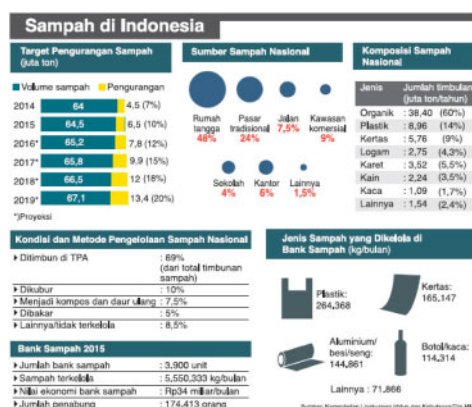 Sampah di Indonesia
Target Pengurangan Sampah
(juta ton)
Volume sampah Pengurangan
2014 64 4,5 (7%)
2015 64,5 6,5 (10%)
2016* 65,2 7,8 (12%)
2017* 65,8 9,9 (15%)
2018* 66,5 12 (18%)
2019* 67,1 13,4 (20%)
*)Proyeksi
Sumber Sampah Nasional
Rumah tangga 48%
Pasar tradisional 24%
Jalan 7,5%
Kawasan komersial 9%
Sekolah 4%
Kantor 6%
Lainnya 1,5%
Komposisi Sampah
Nasional
Jenis Jumlah timbulan
(juta ton/tahun)
Organik : 38,40 (60%)
Plastik : 8,96 (14%)
Kertas : 5,76 (9%)
Logam : 2,75 (4,3%)
Karet : 3,52 (5,5%)
Kain : 2,24 (3,5%)
Kaca : 1,09 (1,7%)
Lainnya : 1,54 (2,4%)
Kondisi dan Metode Pengelolaan Sampah Nasional
Ditimbun di TPA : 69%
(dari total timbunan
sampah)
Dikubur : 10%
Menjadi kompos dan daur ulang : 7,5%
Dibakar : 5%
Lainnya/tidak terkelola : 8,5%
Bank Sampah 2015
Jumlah bank sampah : 3,900 unit
Sampah terkelola : 5,550,333 kg/bulan
Nilai ekonomi bank sampah : Rp34 miliar/bulan
Jumlah penabung : 174,413 orang
Jenis Sampah yang Dikelola di
Bank Sampah (kg/bulan)
Plastik:
264,368
Kertas:
165.147
Aluminium/
besi/seng:
144,861
Botol/kaca:
114,314
Lainnya : 71,866